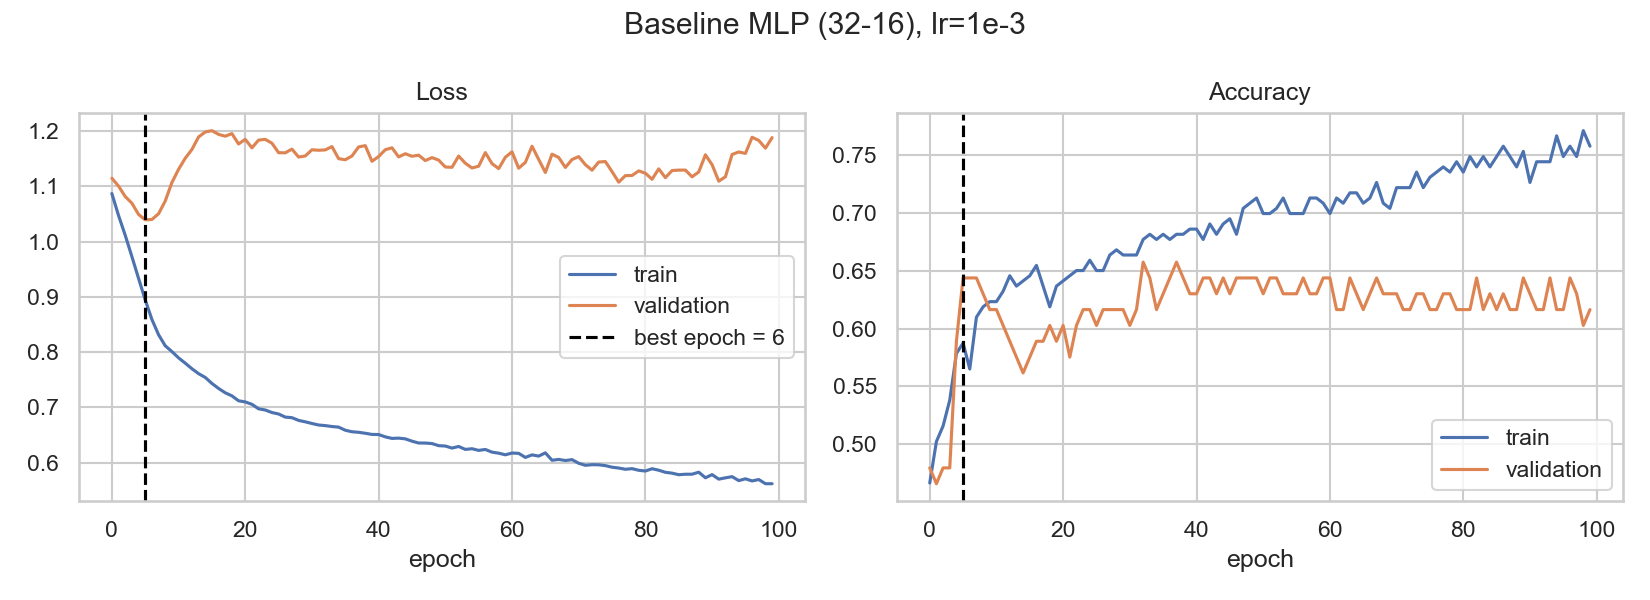 Baseline MLP (32-16), lr=1e-3
Loss
1.2
1.1
1.0
0.9
0.8
0.7
0.6
0 20 40 60 80 100
epoch
train
validation
best epoch = 6
Accuracy
0.75
0.70
0.65
0.60
0.55
0.50
0 20 40 60 80 100
epoch
train
validation